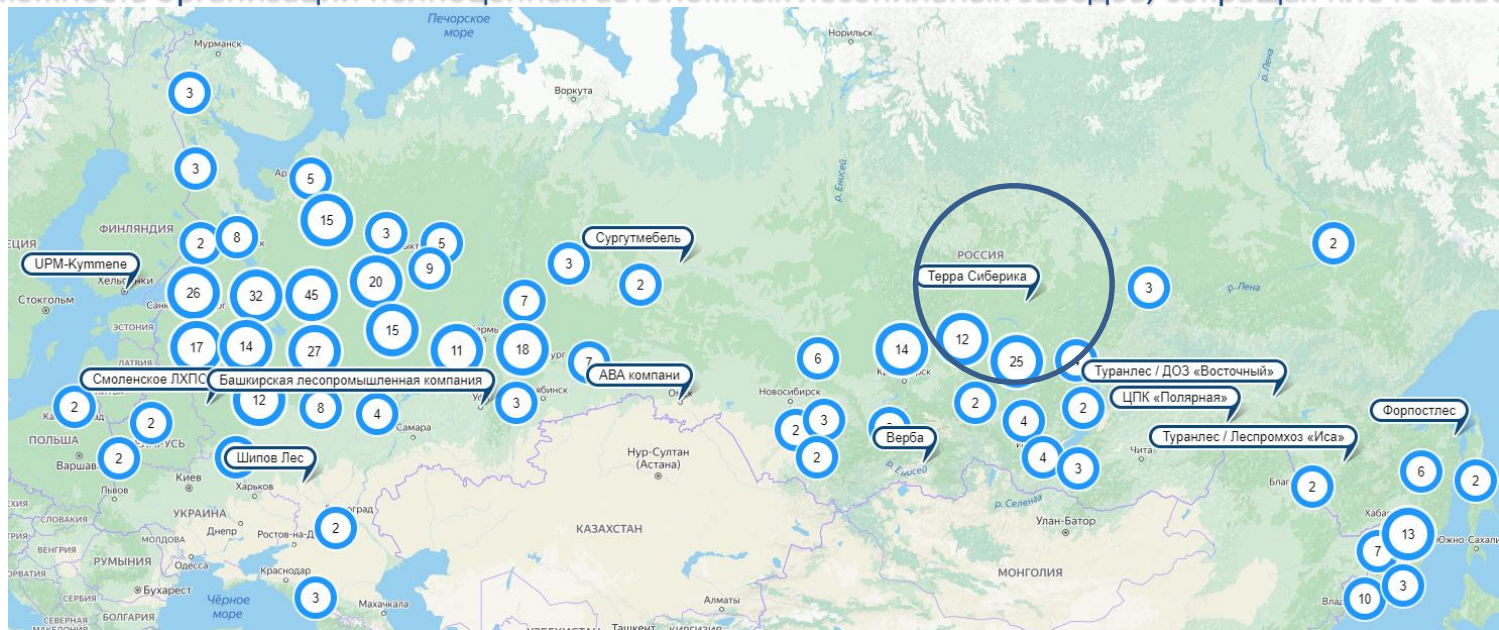 Печорское
море
Мурманск
Норильск
р. Лена
3
Воркута
3
5
р. Енисей
ФИНЛЯНДИЯ
2
8
15
3
5
9
3
Сургутмебель
2
РОССИЯ
Терра Сиберика
3
2
р. Лена
UPM-Kymmene
Стокгольм
26
32
45
20
7
ЭСТОНИЯ
17
14
27
15
11
18
7
АВА компани
6
14
12
25
Смоленское ЛХПС
Башкирская лесопромышленная компания
Туранлес / ДОЗ «Восточный»
ЦПК «Полярная»
Форпостлес
Новосибирск
2
2
12
8
4
3
Самара
2
3
2
2
4
2
Верба
Туранлес / Леспромхоз «Иса»
ПОЛЬША
Варшава
2
Шипов Лес
Нур-Султан
(Астана)
р. Енисей
4
3
Чита
2
6
2
Львов
Киев
Харьков
р. Селенга
Улан-Батор
УКРАИНА
СЛОВАКИЯ
ВЕНГРИЯ
МОЛДОВА
Днепр
2
КАЗАХСТАН
13
7
РУМЫНИЯ
Одесса
Краснодар
МОНГОЛИЯ
3
10
Бухарест
СЕРБИЯ
Чёрное
море
3
Махачкала
Алматы
БОЛГАРИЯ
СЕВЕРНАЯ
Ташкент